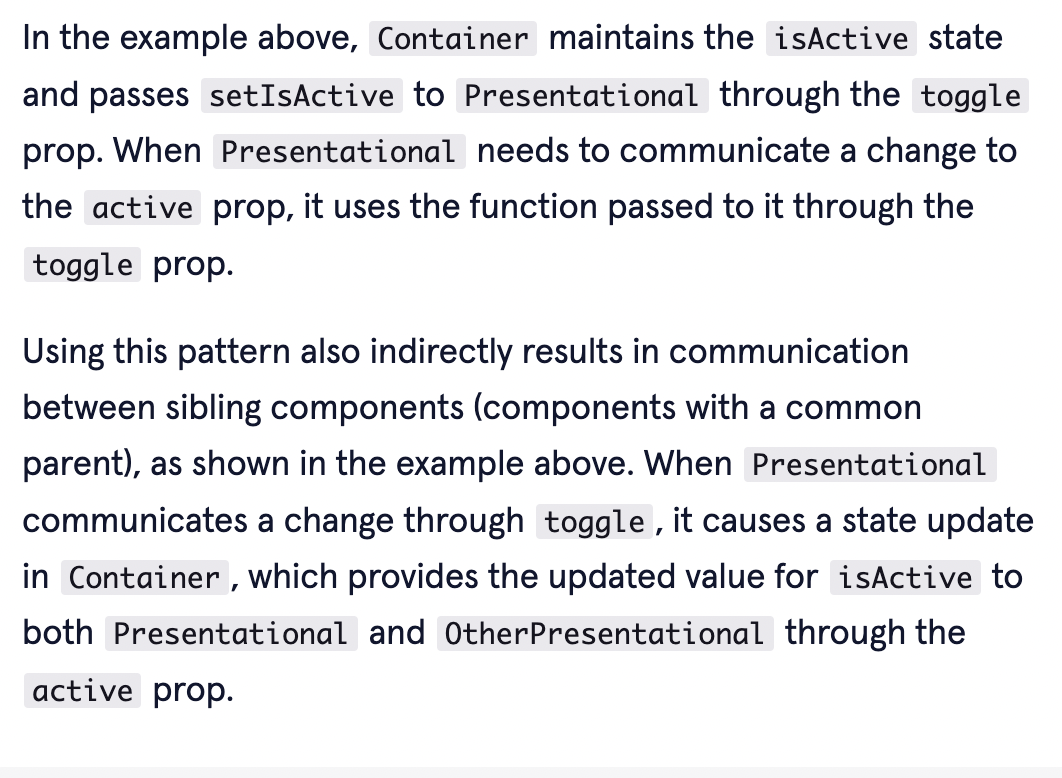 In the example above, Container maintains the isActive state
and passes setIsActive to Presentational through the toggle
prop. When Presentational needs to communicate a change to
the active prop, it uses the function passed to it through the
toggle prop.
Using this pattern also indirectly results in communication
between sibling components (components with a common
parent), as shown in the example above. When Presentational
communicates a change through toggle, it causes a state update
in Container, which provides the updated value for isActive to
both Presentational and OtherPresentational through the
active prop.